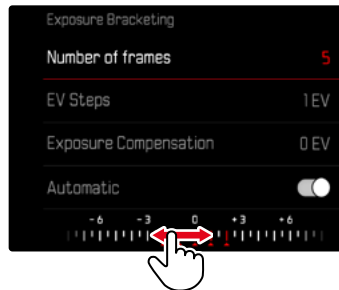 Exposure Bracketing
Number of frames 5
EV Steps 1 EV
Exposure Compensation 0 EV
Automatic
-6 -3 0 +3 +6